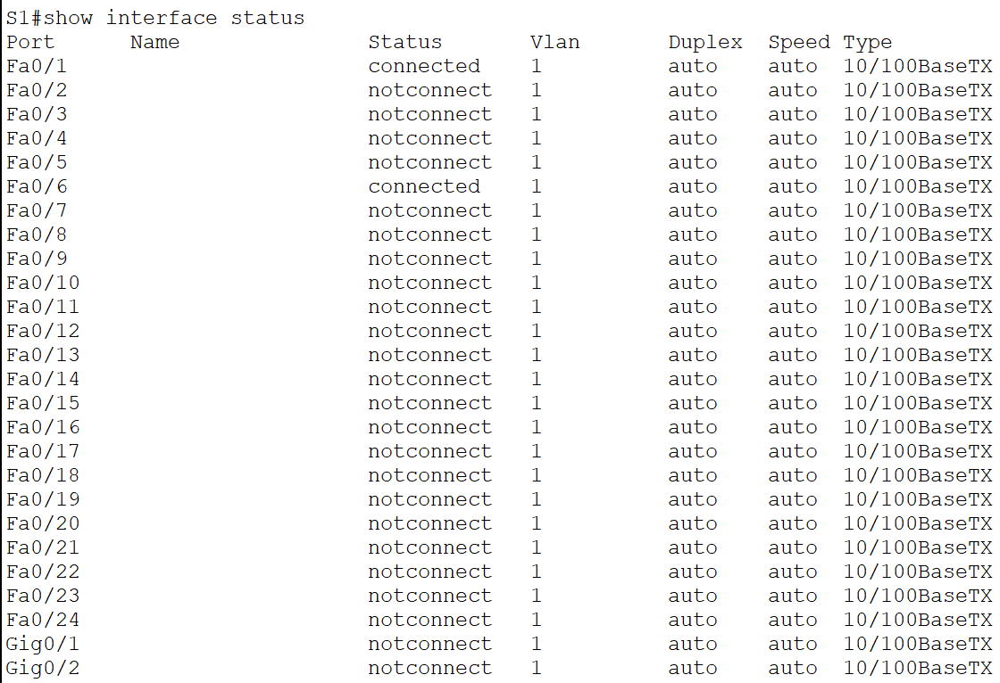 S1#show interface status
Port Name Status Vlan Duplex Speed Type
Fa0/1 connected 1 auto auto 10/100BaseTX
Fa0/2 notconnect 1 auto auto 10/100BaseTX
Fa0/3 notconnect 1 auto auto 10/100BaseTX
Fa0/4 notconnect 1 auto auto 10/100BaseTX
Fa0/5 notconnect 1 auto auto 10/100BaseTX
Fa0/6 connected 1 auto auto 10/100BaseTX
Fa0/7 notconnect 1 auto auto 10/100BaseTX
Fa0/8 notconnect 1 auto auto 10/100BaseTX
Fa0/9 notconnect 1 auto auto 10/100BaseTX
Fa0/10 notconnect 1 auto auto 10/100BaseTX
Fa0/11 notconnect 1 auto auto 10/100BaseTX
Fa0/12 notconnect 1 auto auto 10/100BaseTX
Fa0/13 notconnect 1 auto auto 10/100BaseTX
Fa0/14 notconnect 1 auto auto 10/100BaseTX
Fa0/15 notconnect 1 auto auto 10/100BaseTX
Fa0/16 notconnect 1 auto auto 10/100BaseTX
Fa0/17 notconnect 1 auto auto 10/100BaseTX
Fa0/18 notconnect 1 auto auto 10/100BaseTX
Fa0/19 notconnect 1 auto auto 10/100BaseTX
Fa0/20 notconnect 1 auto auto 10/100BaseTX
Fa0/21 notconnect 1 auto auto 10/100BaseTX
Fa0/22 notconnect 1 auto auto 10/100BaseTX
Fa0/23 notconnect 1 auto auto 10/100BaseTX
Fa0/24 notconnect 1 auto auto 10/100BaseTX
Gig0/1 notconnect 1 auto auto 10/100BaseTX
Gig0/2 notconnect 1 auto auto 10/100BaseTX